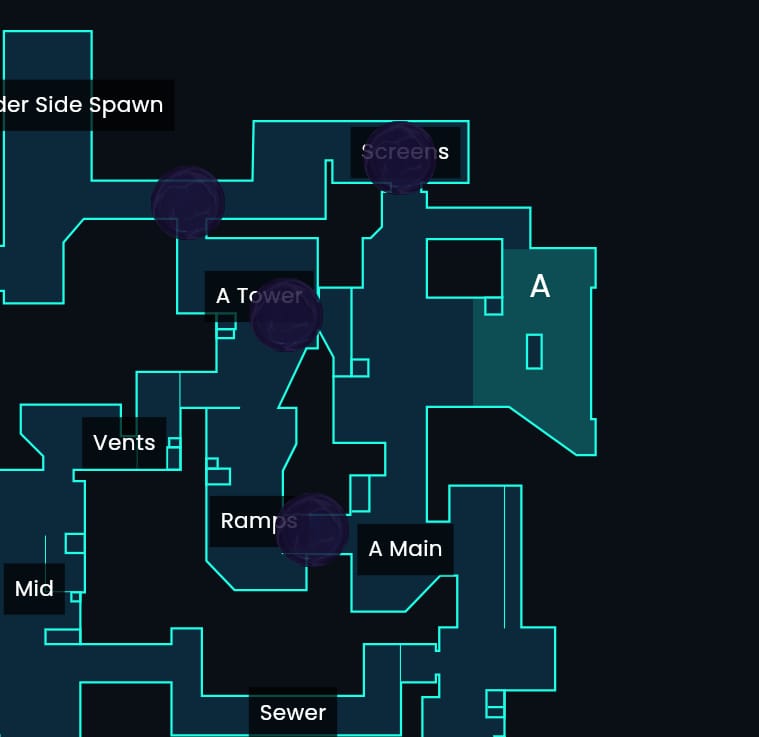 der Side Spawn
Screens
A
A Tower
Vents
Ramps
A Main
Mid
Sewer